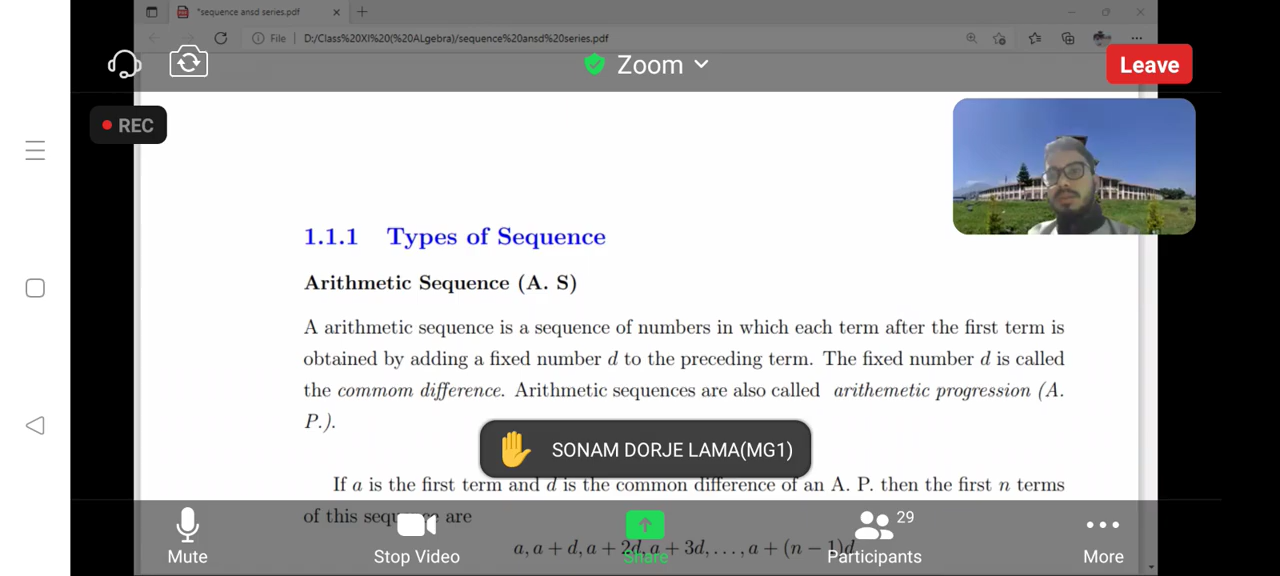 *sequence ansd series.pdf
File | D:/Class%20XI%20(%20ALgebra)/sequence%20ansd%20series.pdf
Zoom
Leave
REC
1.1.1 Types of Sequence
Arithmetic Sequence (A. S)
A arithmetic sequence is a sequence of numbers in which each term after the first term is
obtained by adding a fixed number d to the preceding term. The fixed number d is called
the commom difference. Arithmetic sequences are also called arithemetic progression (A.
P.).
SONAM DORJE LAMA(MG1)
If a is the first term and d is the common difference of an A. P. then the first n terms
of this sequence are
a, a + d, a + 2d, a + 3d, . . . , a + (n − 1)d
29
Mute
Stop Video
Share
Participants
More